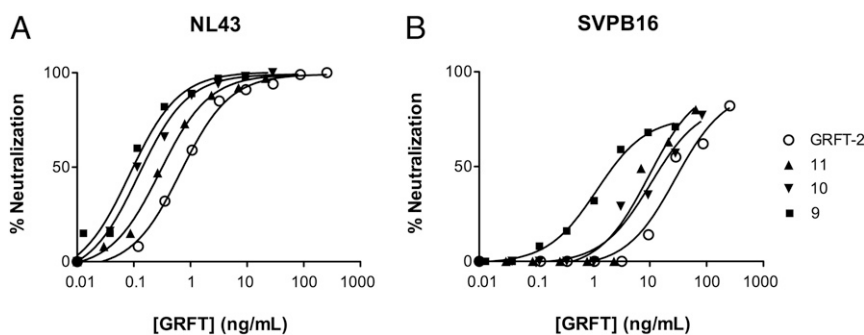 A
NL43
% Neutralization
100
50
0
0.01 0.1 1 10 100 1000
[GRFT] (ng/mL)
B
SVPB16
% Neutralization
100
50
0
0.01 0.1 1.0 10 100 1000
[GRFT] (ng/mL)
GRFT-2
11
10
9